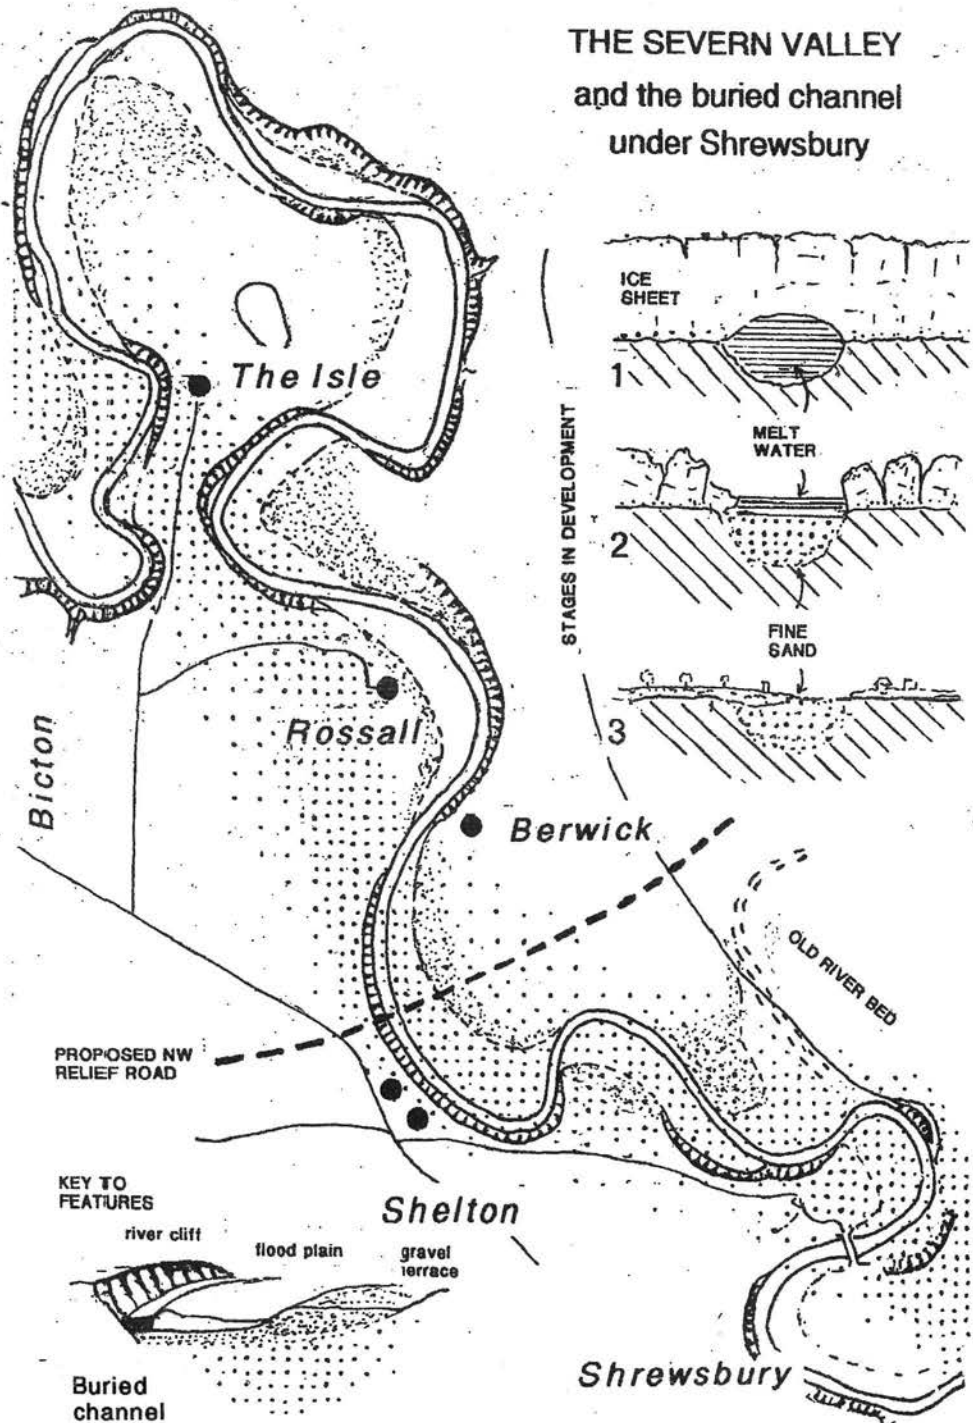 THE SEVERN VALLEY
and the buried channel
under Shrewsbury
ICE
SHEET
1
MELT
WATER
2
FINE
SAND
3
STAGES IN DEVELOPMENT
The Isle
Rossall
Bicton
Berwick
OLD RIVER BED
PROPOSED NW
RELIEF ROAD
Shelton
Shrewsbury
KEY TO
FEATURES
river cliff
flood plain
gravel
terrace
Buried
channel